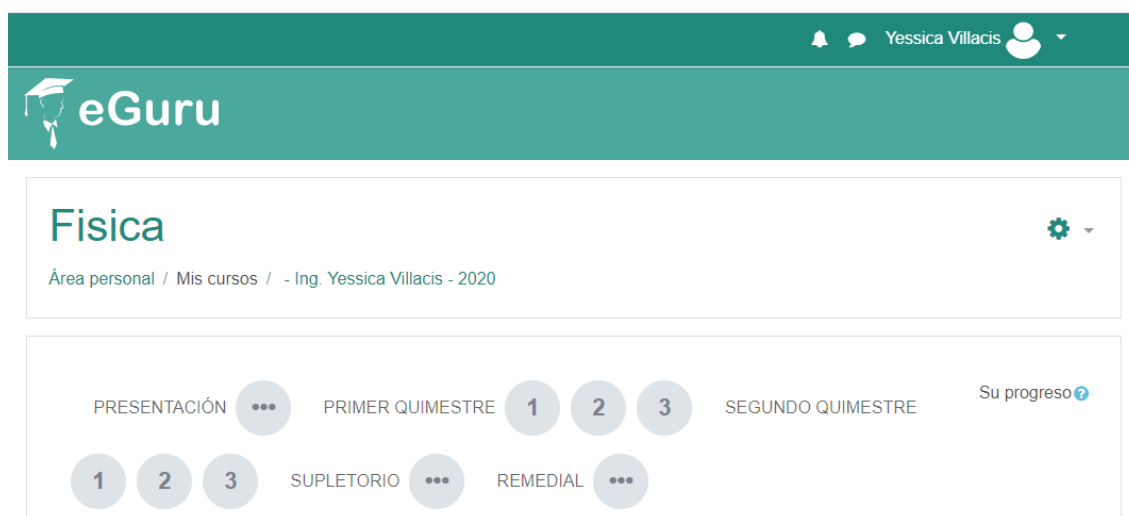 Yessica Villacis
eGuru
Fisica
Área personal / Mis cursos / - Ing. Yessica Villacis - 2020
PRESENTACIÓN ••• PRIMER QUIMESTRE 1 2 3 SEGUNDO QUIMESTRE Su progreso
1 2 3 SUPLETORIO ••• REMEDIAL •••